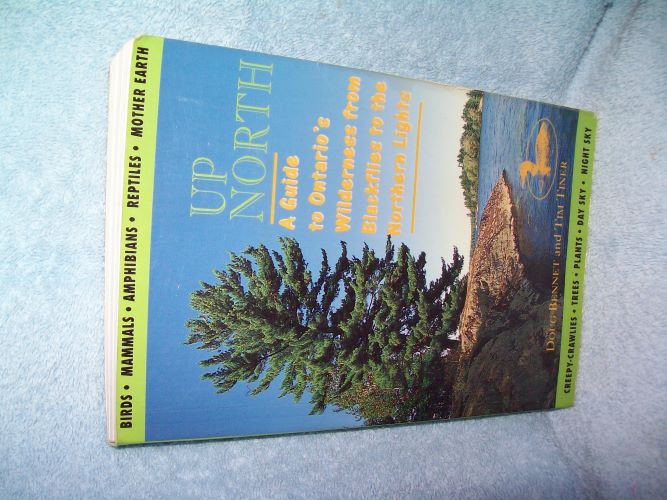 BIRDS • MAMMALS • AMPHIBIANS • REPTILES • MOTHER EARTH
UP
NORTH
A Guide
to Ontario's
Wilderness from
Blackflies to the
Northern Lights
DOUG BENNET and TIM TINER
CREEPY-CRAWLIES • TREES • PLANTS • DAY SKY • NIGHT SKY